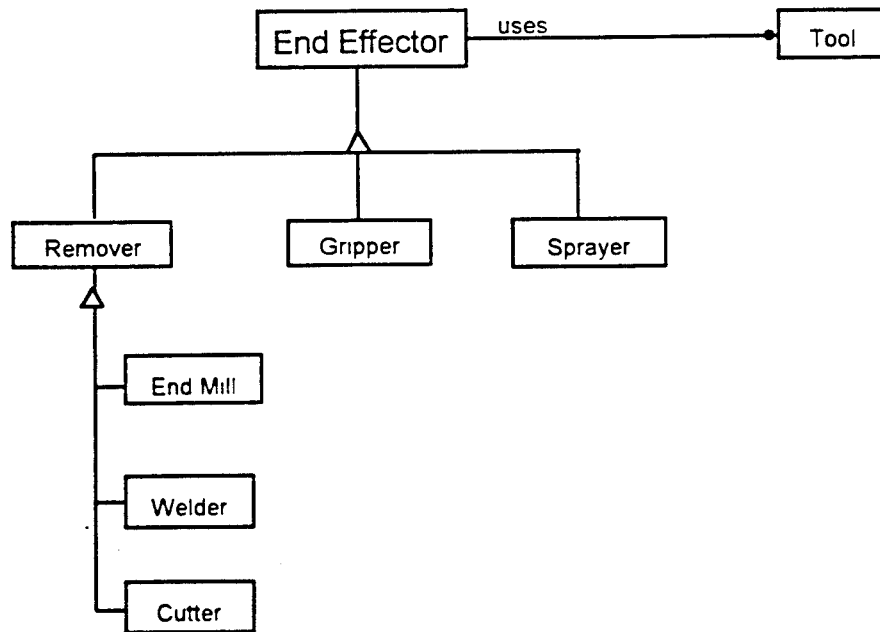 End Effector
uses
Tool
Remover
Gripper
Sprayer
End Mill
Welder
Cutter